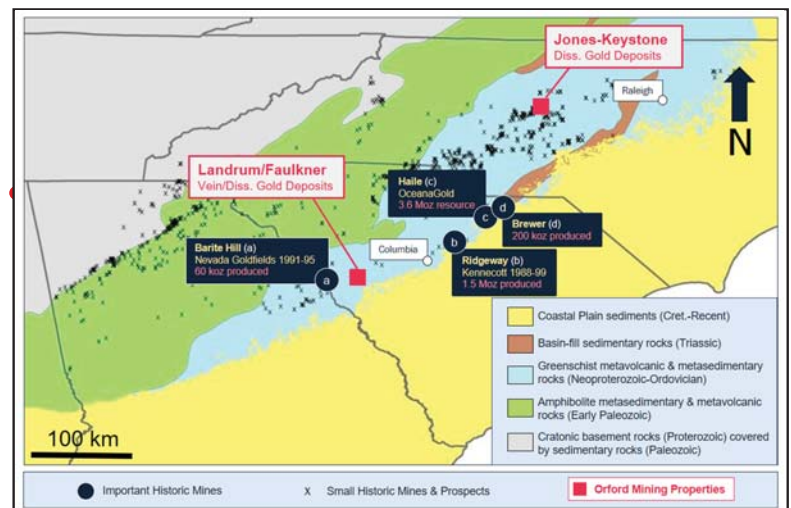 Jones-Keystone
Diss. Gold Deposits
Raleigh
N
Landrum/Faulkner
Vein/Diss. Gold Deposits
Haile (c)
OceanaGold
3.6 Moz resource
c
d
Brewer (d)
200 koz produced
Barite Hill (a)
Nevada Goldfields 1991-95
60 koz produced
a
Columbia
b
Ridgeway (b)
Kennecott 1988-99
1.5 Moz produced
Coastal Plain sediments (Cret.-Recent)
Basin-fill sedimentary rocks (Triassic)
Greenschist metavolcanic & metasedimentary
rocks (Neoproterozoic-Ordovician)
Amphibolite metasedimentary & metavolcanic
rocks (Early Paleozoic)
Cratonic basement rocks (Proterozoic) covered
by sedimentary rocks (Paleozoic)
100 km
Important Historic Mines
x Small Historic Mines & Prospects
Orford Mining Properties